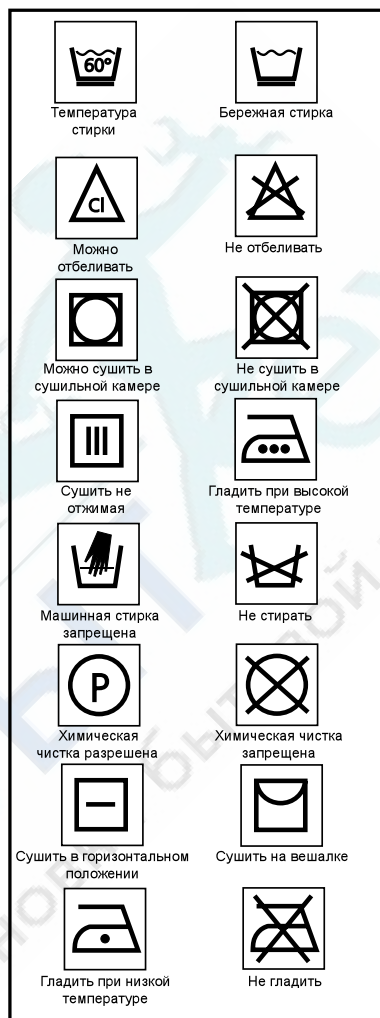 60°
Температура
стирки
Бережная стирка
Cl
Можно
отбеливать
Не отбеливать
Можно сушить в
сушильной камере
Не сушить в
сушильной камере
Сушить не
отжимая
Гладить при высокой
температуре
Машинная стирка
запрещена
Не стирать
P
Химическая
чистка разрешена
Химическая чистка
запрещена
Сушить в горизонтальном
положении
Сушить на вешалке
Гладить при низкой
температуре
Не гладить